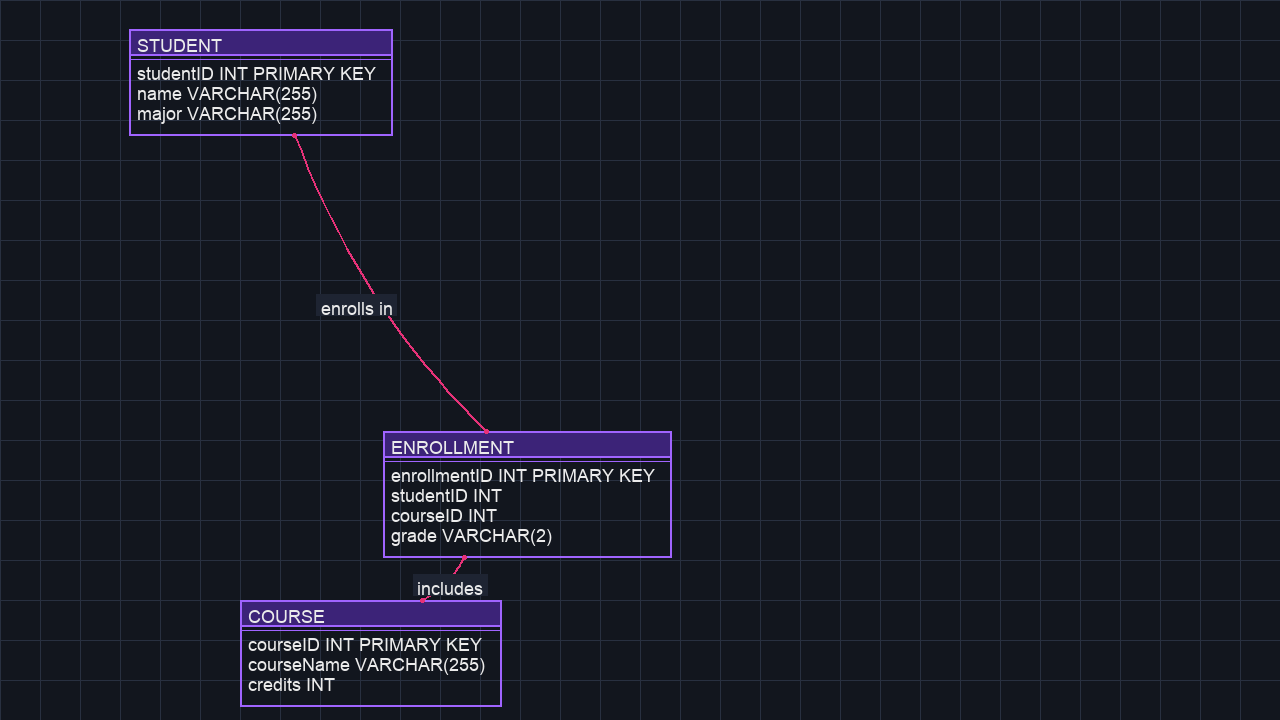 STUDENT
studentID INT PRIMARY KEY
name VARCHAR(255)
major VARCHAR(255)
enrolls in
ENROLLMENT
enrollmentID INT PRIMARY KEY
studentID INT
courseID INT
grade VARCHAR(2)
includes
COURSE
courseID INT PRIMARY KEY
courseName VARCHAR(255)
credits INT